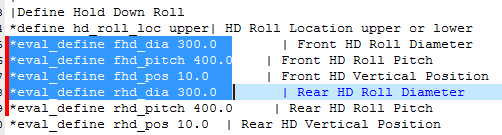 |Define Hold Down Roll
*define hd_roll_loc upper| HD Roll Location upper or lower
*eval_define fhd_dia 300.0 | Front HD Roll Diameter
*eval_define fhd_pitch 400.0 | Front HD Roll Pitch
*eval_define fhd_pos 10.0 | Front HD Vertical Position
*eval_define rhd_dia 300.0 | Rear HD Roll Diameter
*eval_define rhd_pitch 400.0 | Rear HD Roll Pitch
*eval_define rhd_pos 10.0 | Rear HD Vertical Position